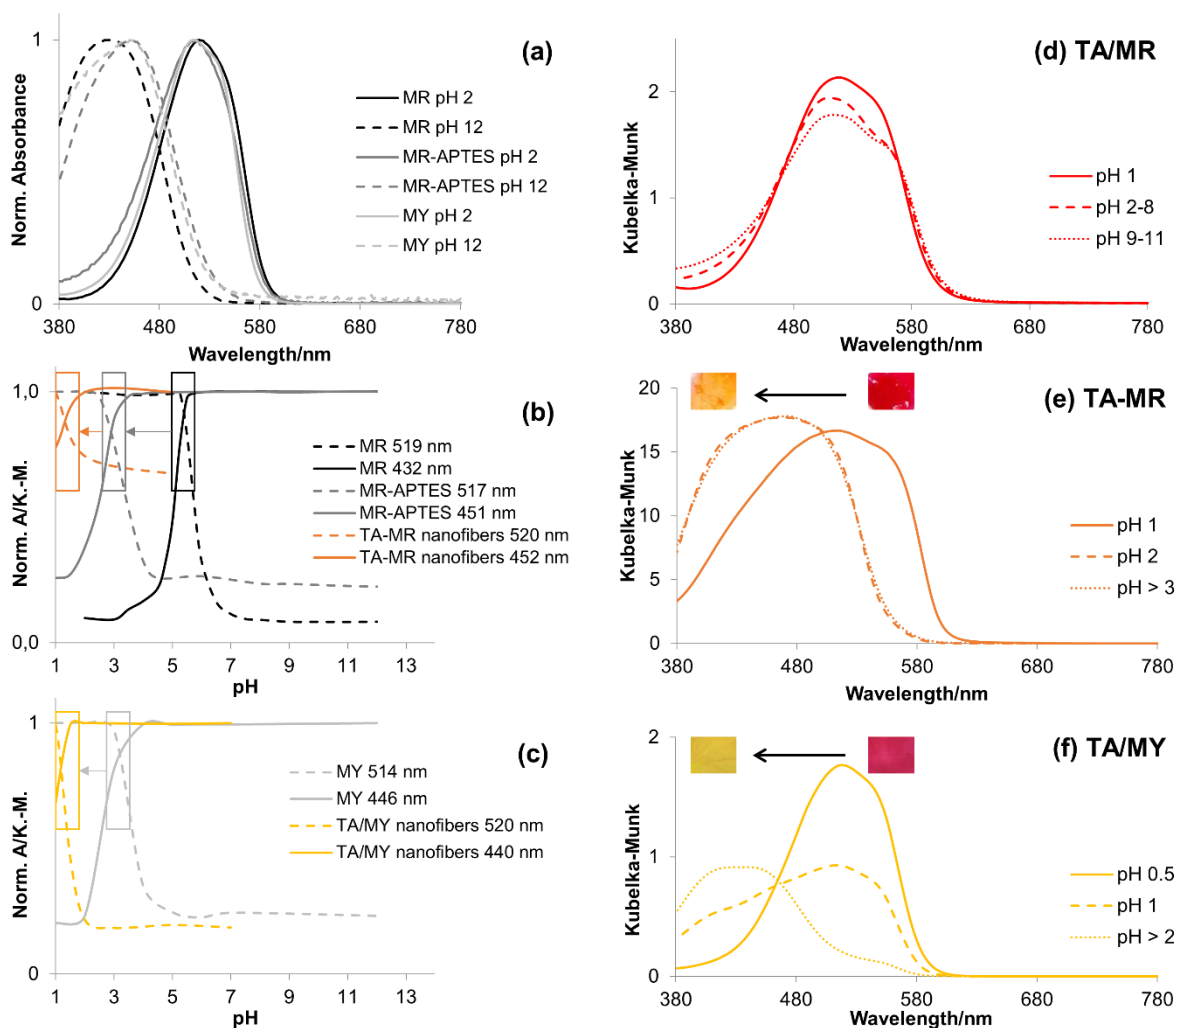 (a)
1
Norm. Absorbance
MR pH 2
MR pH 12
MR-APTES pH 2
MR-APTES pH 12
MY pH 2
MY pH 12
0
380 480 580 680 780
Wavelength/nm
(d) TA/MR
2
Kubelka-Munk
1
pH 1
pH 2-8
pH 9-11
0
380 480 580 680 780
Wavelength/nm
1,0
(b)
Norm. A/K.-M.
MR 519 nm
MR 432 nm
MR-APTES 517 nm
MR-APTES 451 nm
TA-MR nanofibers 520 nm
TA-MR nanofibers 452 nm
0,0
1 3 5 7 9 11 13
pH
(e) TA-MR
20
15
Kubelka-Munk
10
pH 1
pH 2
pH > 3
5
0
380 480 580 680 780
Wavelength/nm
1
(c)
Norm. A/K.-M.
MY 514 nm
MY 446 nm
TA/MY nanofibers 520 nm
TA/MY nanofibers 440 nm
0
1 3 5 7 9 11 13
pH
(f) TA/MY
2
Kubelka-Munk
1
pH 0.5
pH 1
pH > 2
0
380 480 580 680 780
Wavelength/nm